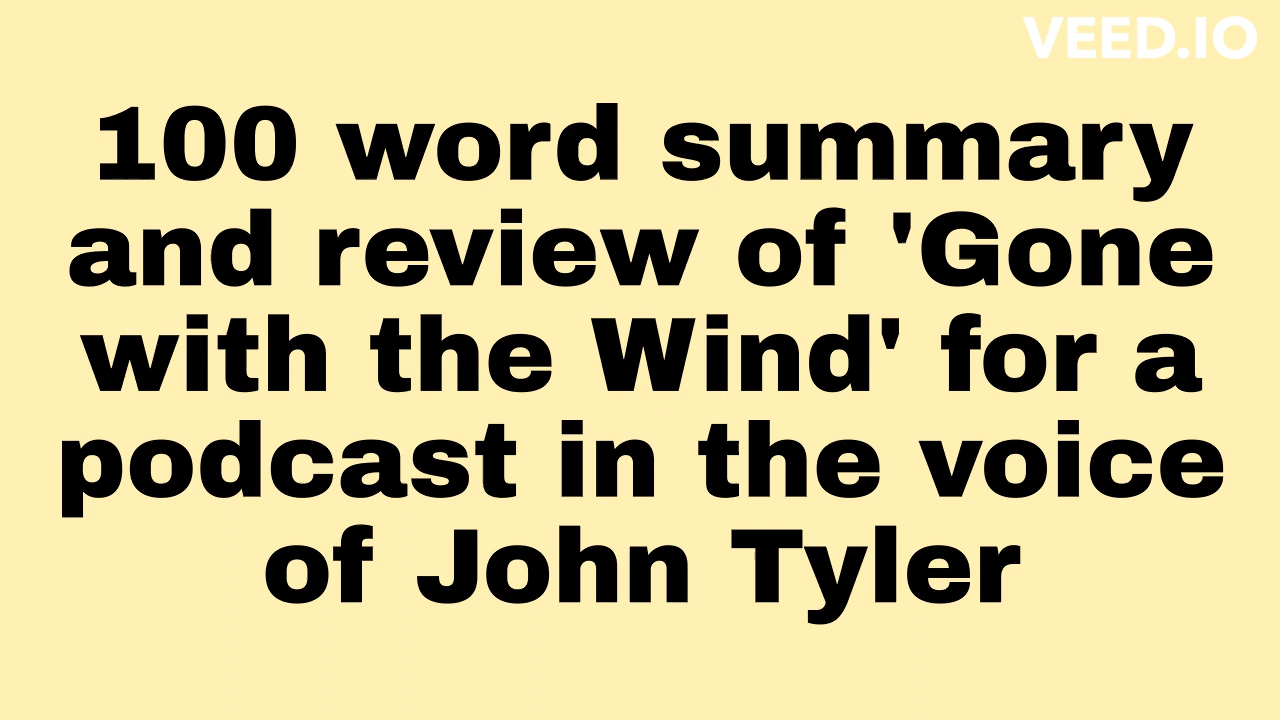 VEED.IO
100 word summary
and review of 'Gone
with the Wind' for a
podcast in the voice
of John Tyler